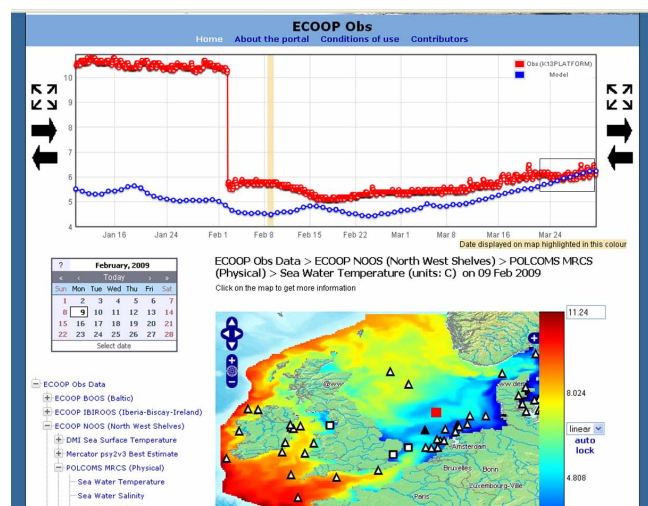 ECOOP Obs
Home About the portal Conditions of use Contributors
Obs (K13PLATFORM)
Model
10
9
8
7
6
5
4
Jan 16 Jan 24 Feb 1 Feb 8 Feb 15 Feb 22 Mar 1 Mar 8 Mar 16 Mar 24
Date displayed on map highlighted in this colour
? February, 2009
« ‹ Today › »
Sun Mon Tue Wed Thu Fri Sat
1 2 3 4 5 6 7
8 9 10 11 12 13 14
15 16 17 18 19 20 21
22 23 24 25 26 27 28
Select date
ECOOP Obs Data
ECOOP BOOS (Baltic)
ECOOP IBIROOS (Iberia-Biscay-Ireland)
ECOOP NOOS (North West Shelves)
DMI Sea Surface Temperature
Mercator psy2v3 Best Estimate
POLCOMS MRCS (Physical)
Sea Water Temperature
Sea Water Salinity
ECOOP Obs Data > ECOOP NOOS (North West Shelves) > POLCOMS MRCS
(Physical) > Sea Water Temperature (units: C) on 09 Feb 2009
Click on the map to get more information
Amsterdam
Bruxelles Bonn
Luxembourg-Ville
Paris
11.24
8.024
linear
auto
lock
4.808